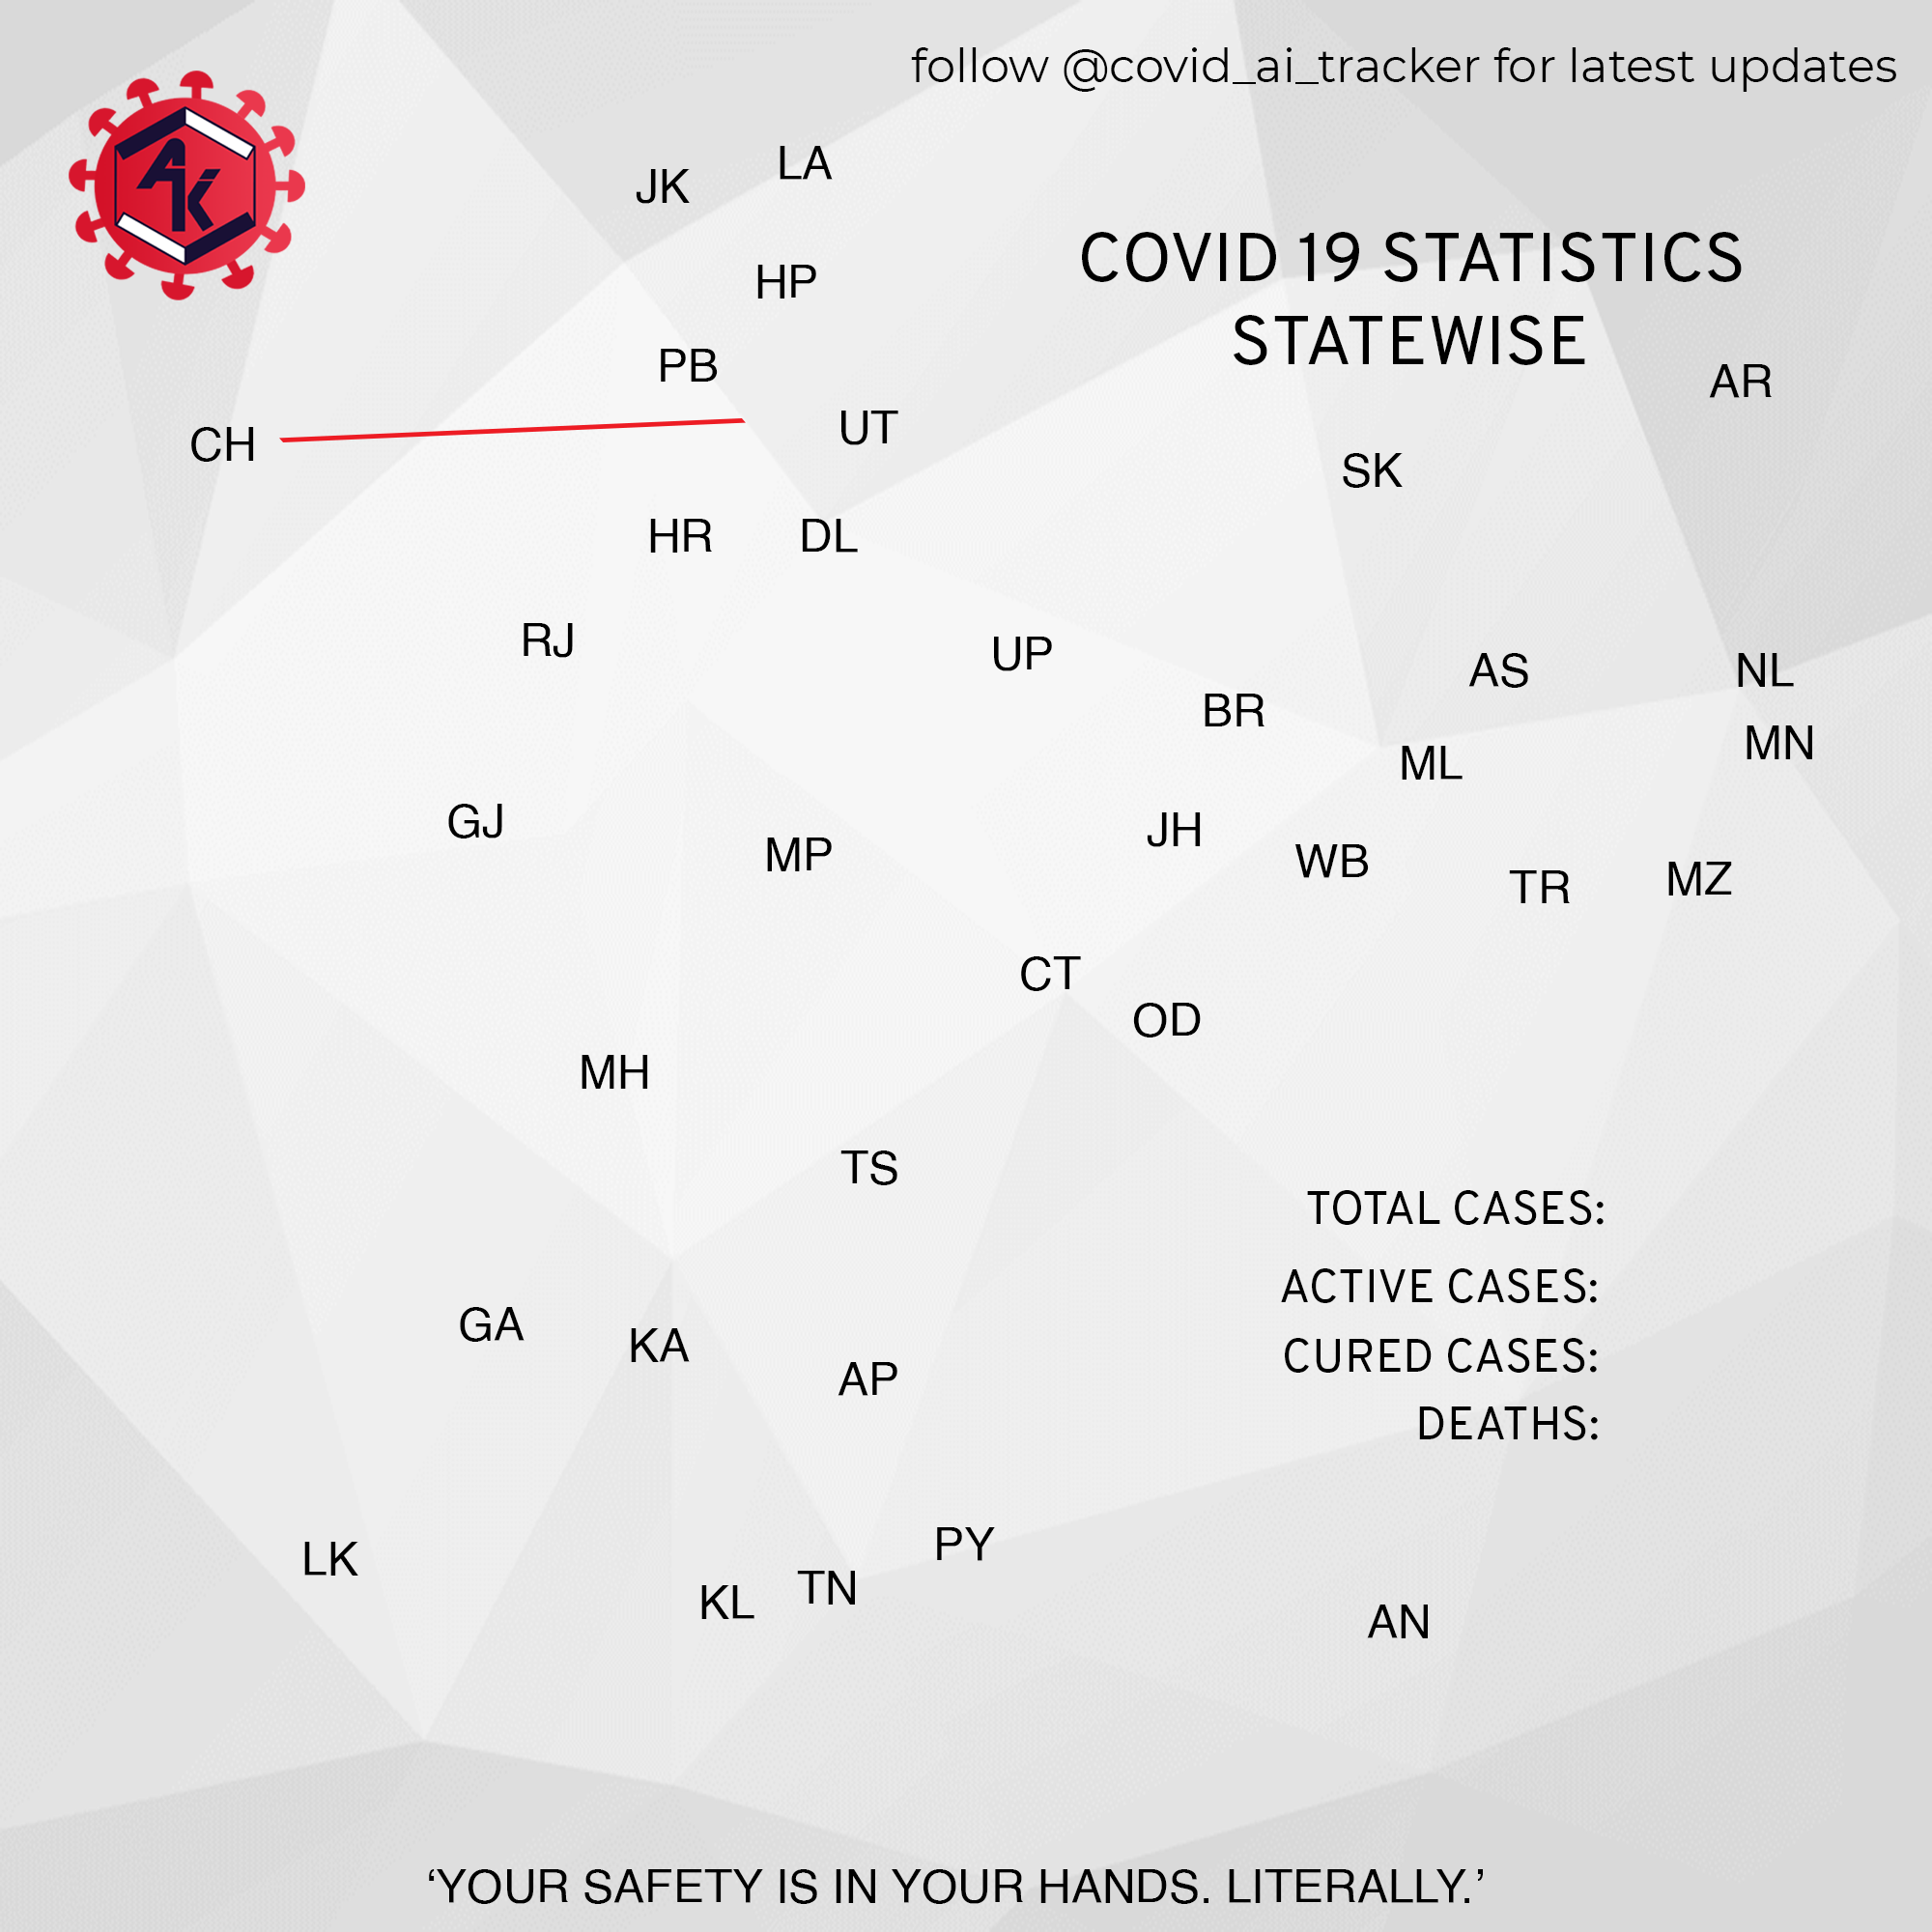 follow @covid_ai_tracker for latest updates
AK
LA
JK
COVID 19 STATISTICS
HP
STATEWISE
PB
AR
UT
CH
SK
HR DL
RJ
UP
AS NL
BR
MN
ML
GJ
JH
MP
WB
TR MZ
CT
OD
MH
TS
TOTAL CASES:
ACTIVE CASES:
GA
KA
CURED CASES:
AP
DEATHS:
PY
LK
TN
KL
AN
‘YOUR SAFETY IS IN YOUR HANDS. LITERALLY.’